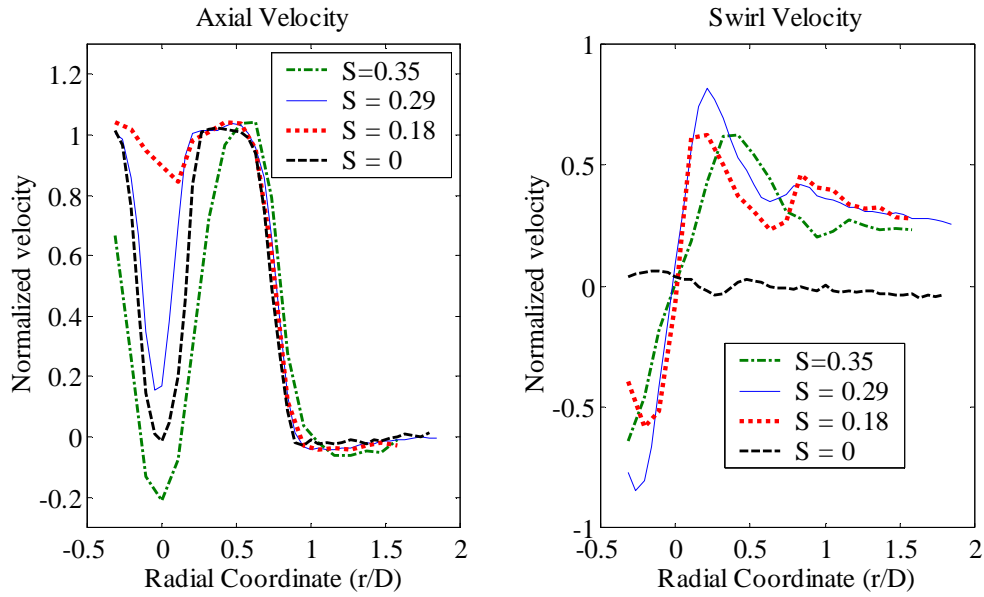 Axial Velocity
Normalized velocity
1.2
1
0.8
0.6
0.4
0.2
0
-0.2
-0.5
0
0.5
1
1.5
2
Radial Coordinate (r/D)
S=0.35
S = 0.29
S = 0.18
S = 0
Swirl Velocity
Normalized velocity
1
0.5
0
-0.5
-1
-0.5
0
0.5
1
1.5
2
Radial Coordinate (r/D)
S=0.35
S = 0.29
S = 0.18
S = 0